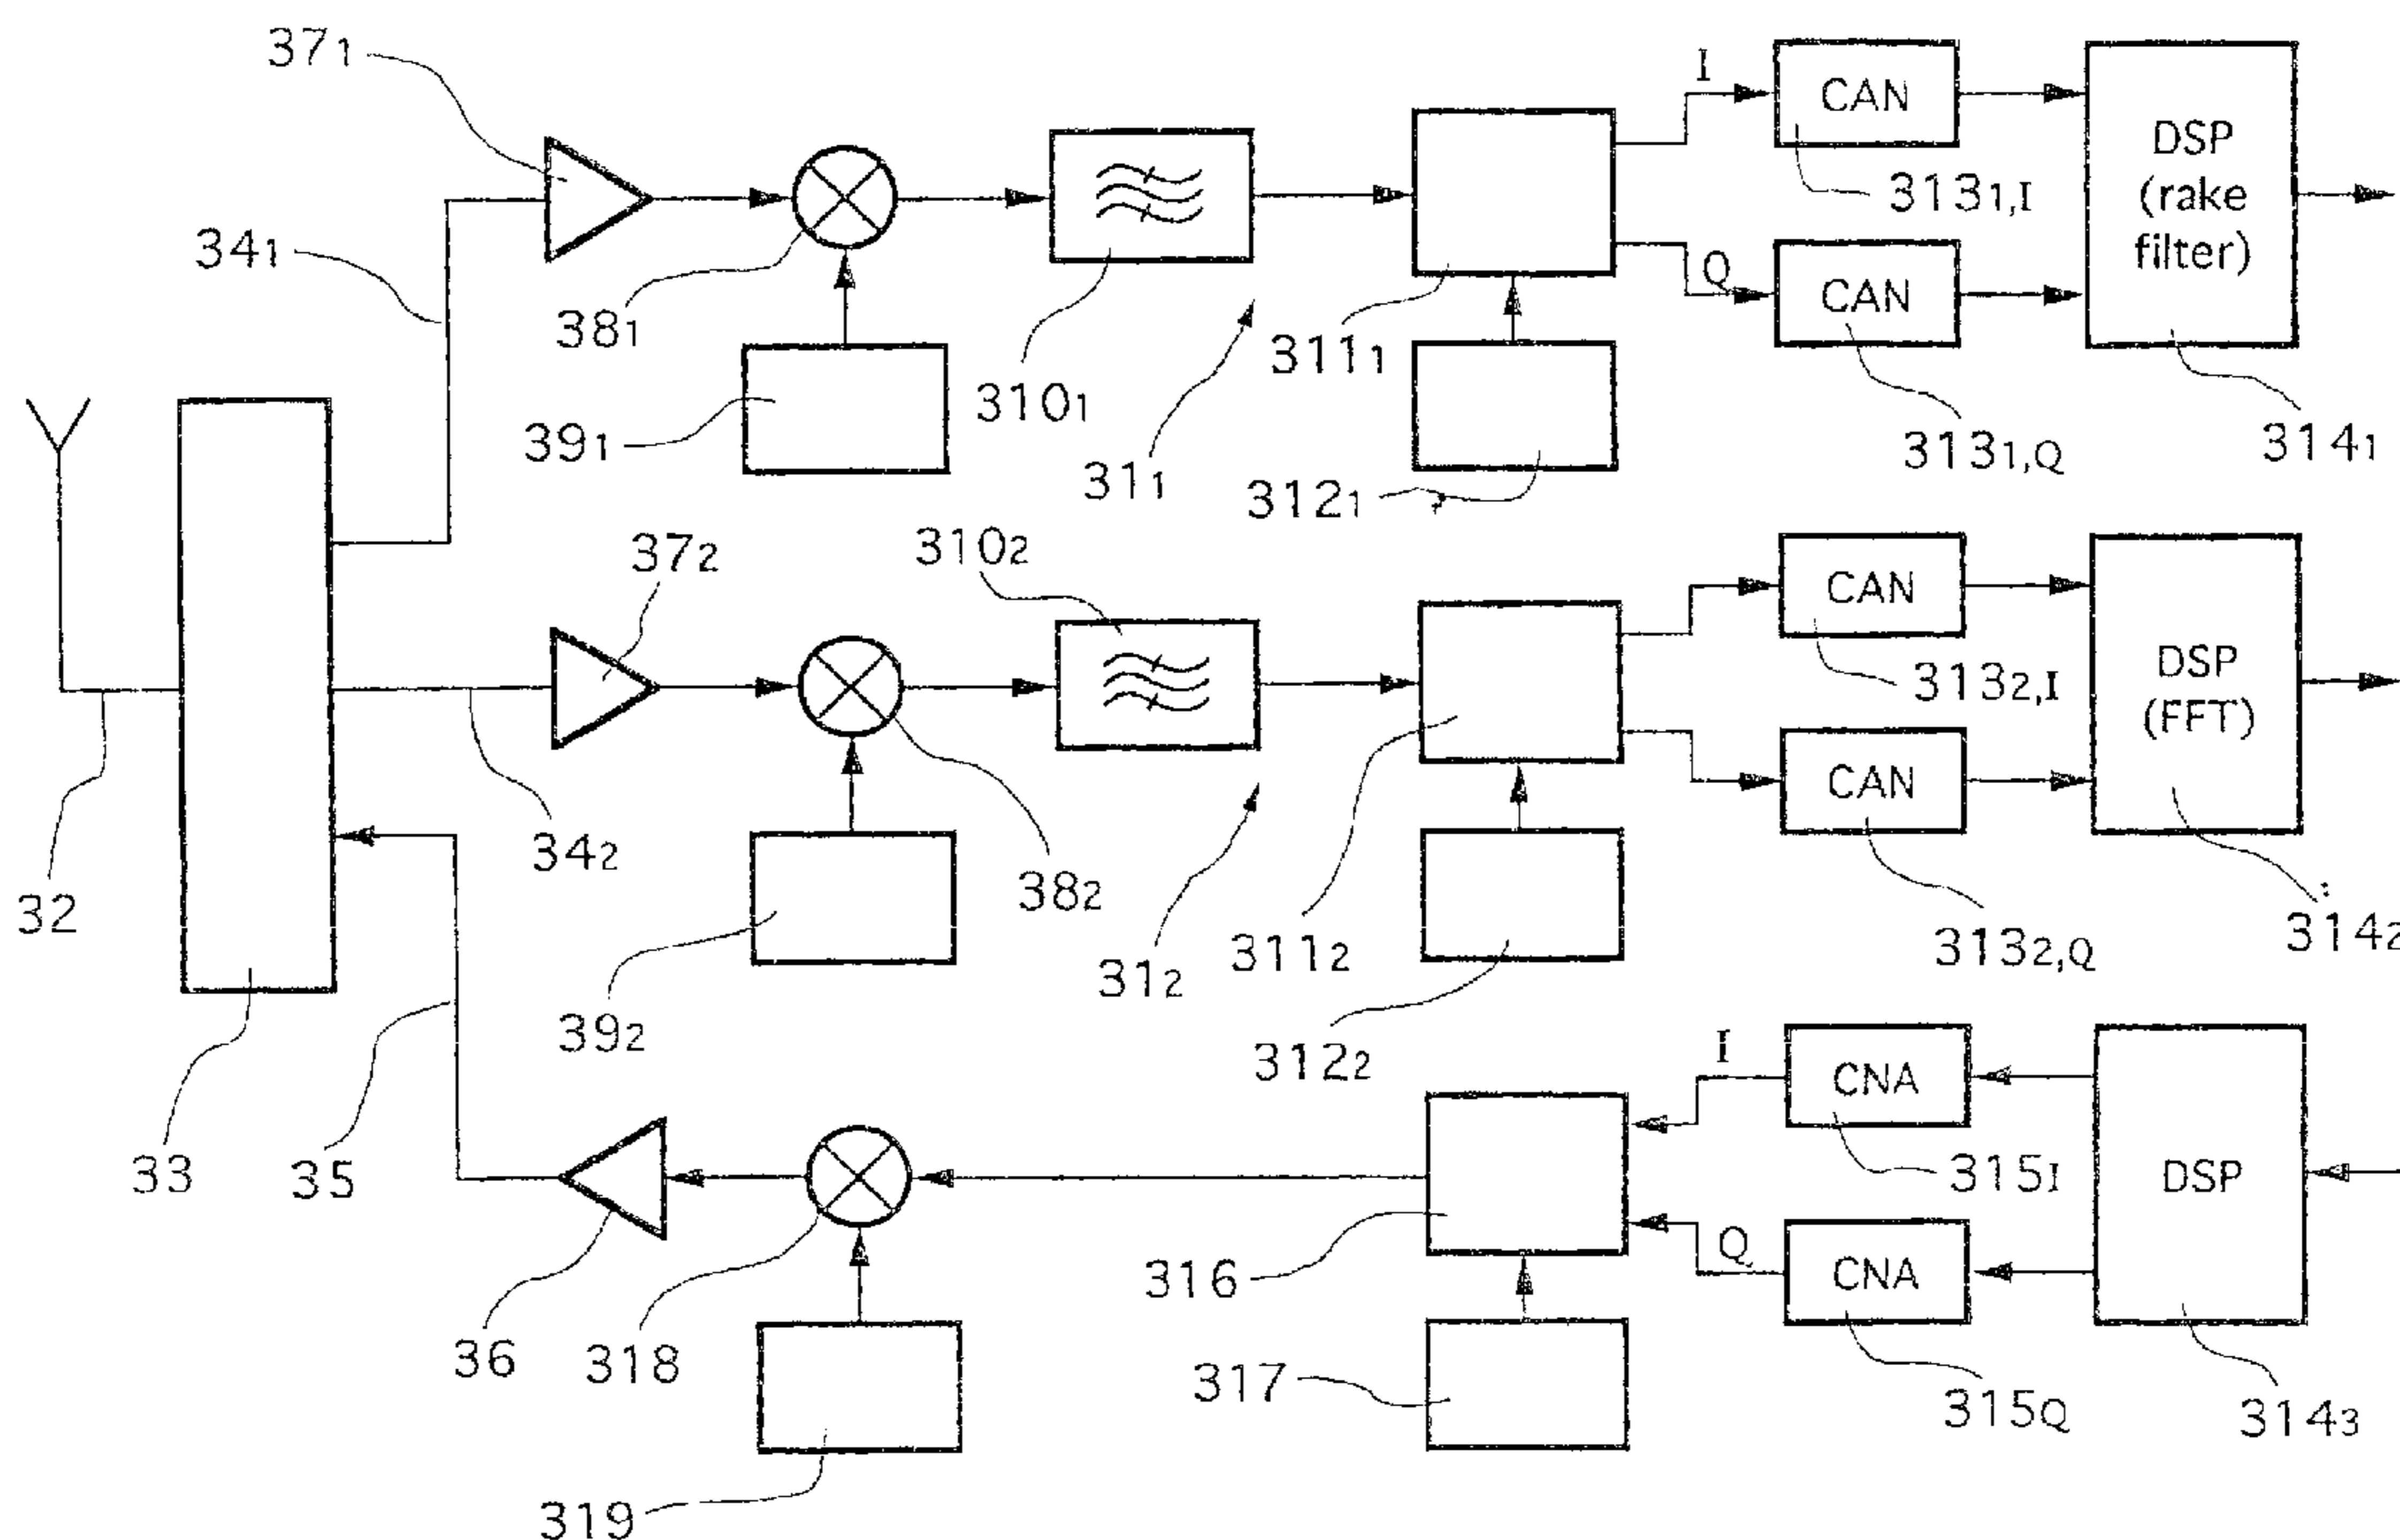 37₁
I
CAN
DSP
(rake
filter)
34₁
313₁,I
38₁
Q
CAN
39₁
310₁
311₁
31₁
312₁
313₁,Q
314₁
37₂
310₂
CAN
DSP
(FFT)
313₂,I
CAN
32
34₂
38₂
31₂
311₂
313₂,Q
314₂
39₂
312₂
I
CNA
33
35
316
315I
DSP
Q
CNA
36
318
317
315Q
314₃
319